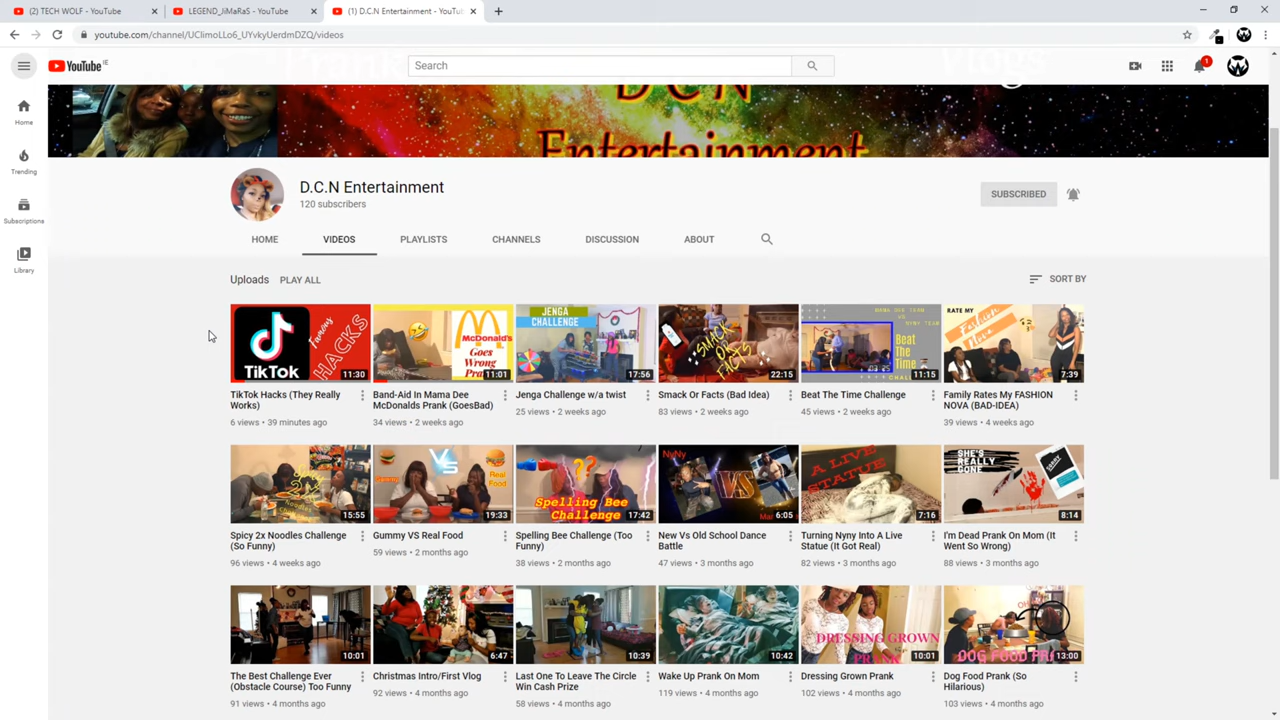 (2) TECH WOLF - YouTube
LEGEND_JiMaRaS - YouTube
(1) D.C.N Entertainment - YouTu
youtube.com/channel/UClimoLLo6_UYvkyUerdmDZQ/videos
YouTube IE
Search
Vlogs
1
Home
Trending
Subscriptions
Library
D.C.N
Entertainment
D.C.N Entertainment
120 subscribers
SUBSCRIBED
HOME VIDEOS PLAYLISTS CHANNELS DISCUSSION ABOUT
Uploads PLAY ALL SORT BY
TikTok
Famous
HACKS
11:30
McDonald's
Goes
Wrong
11:01
JENGA
CHALLENGE
17:56
SMACK
OR
FACTS
22:15
Beat
The
Time
11:15
RATE MY
Fashion
Nova
7:39
TikTok Hacks (They Really
Works)
6 views • 39 minutes ago
Band-Aid In Mama Dee
McDonalds Prank (GoesBad)
34 views • 2 weeks ago
Jenga Challenge w/a twist
25 views • 2 weeks ago
Smack Or Facts (Bad Idea)
83 views • 2 weeks ago
Beat The Time Challenge
45 views • 2 weeks ago
Family Rates My FASHION
NOVA (BAD-IDEA)
39 views • 4 weeks ago
15:55
VS
Real
Food
19:33
??
Spelling Bee
Challenge
17:42
NyNy
VS
6:05
A LIVE
STATUE
7:16
SHE'S
REALLY
GONE
8:14
Spicy 2x Noodles Challenge
(So Funny)
96 views • 4 weeks ago
Gummy VS Real Food
59 views • 2 months ago
Spelling Bee Challenge (Too
Funny)
38 views • 2 months ago
New Vs Old School Dance
Battle
47 views • 3 months ago
Turning Nyny Into A Live
Statue (It Got Real)
82 views • 3 months ago
I'm Dead Prank On Mom (It
Went So Wrong)
88 views • 3 months ago
10:01
6:47
10:39
10:42
DRESSING GROWN
PRANK
10:01
DOG FOOD PR
13:00
The Best Challenge Ever
(Obstacle Course) Too Funny
91 views • 4 months ago
Christmas Intro/First Vlog
92 views • 4 months ago
Last One To Leave The Circle
Win Cash Prize
58 views • 4 months ago
Wake Up Prank On Mom
119 views • 4 months ago
Dressing Grown Prank
102 views • 4 months ago
Dog Food Prank (So
Hilarious)
103 views • 4 months ago